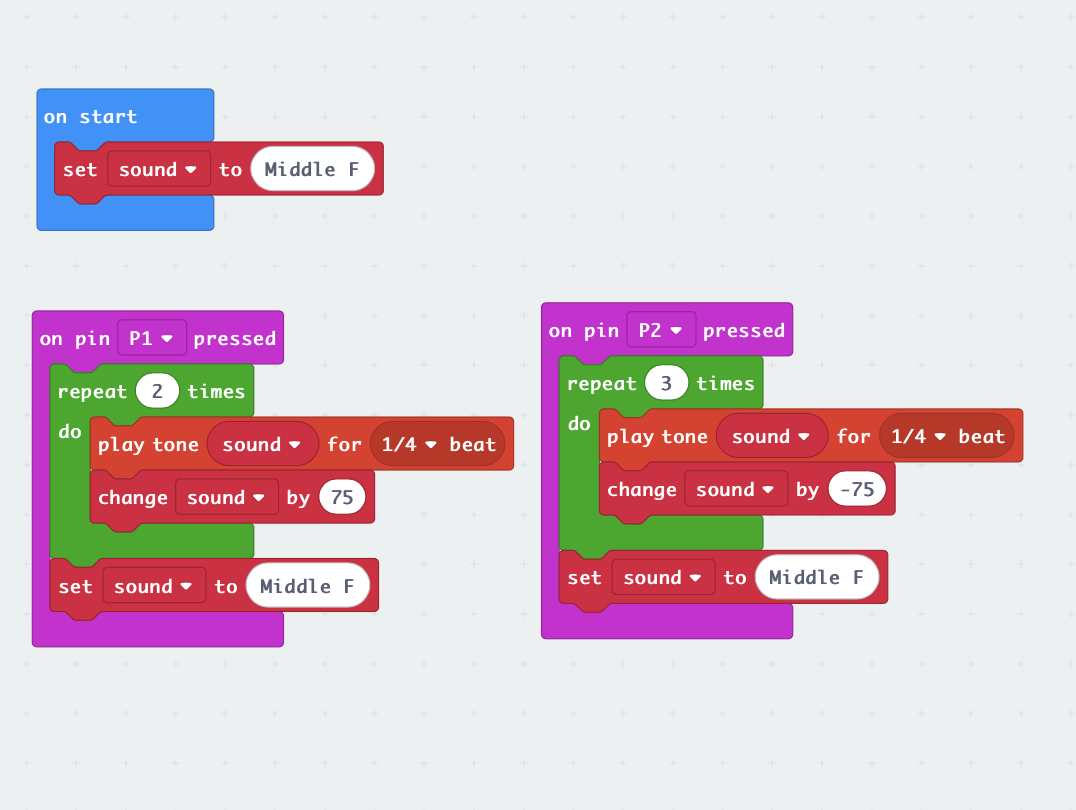 on start
set sound to Middle F
on pin P1 pressed
repeat 2 times
do
play tone sound for 1/4 beat
change sound by 75
set sound to Middle F
on pin P2 pressed
repeat 3 times
do
play tone sound for 1/4 beat
change sound by -75
set sound to Middle F